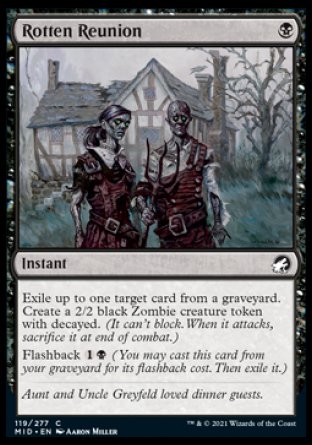 Rotten Reunion
Instant
Exile up to one target card from a graveyard.
Create a 2/2 black Zombie creature token
with decayed. (It can't block. When it attacks,
sacrifice it at end of combat.)
Flashback 1 (You may cast this card from
your graveyard for its flashback cost. Then exile it.)
Aunt and Uncle Greyfeld loved dinner guests.
119/277 C
MID • EN AARON MILLER
™ & © 2021 Wizards of the Coast